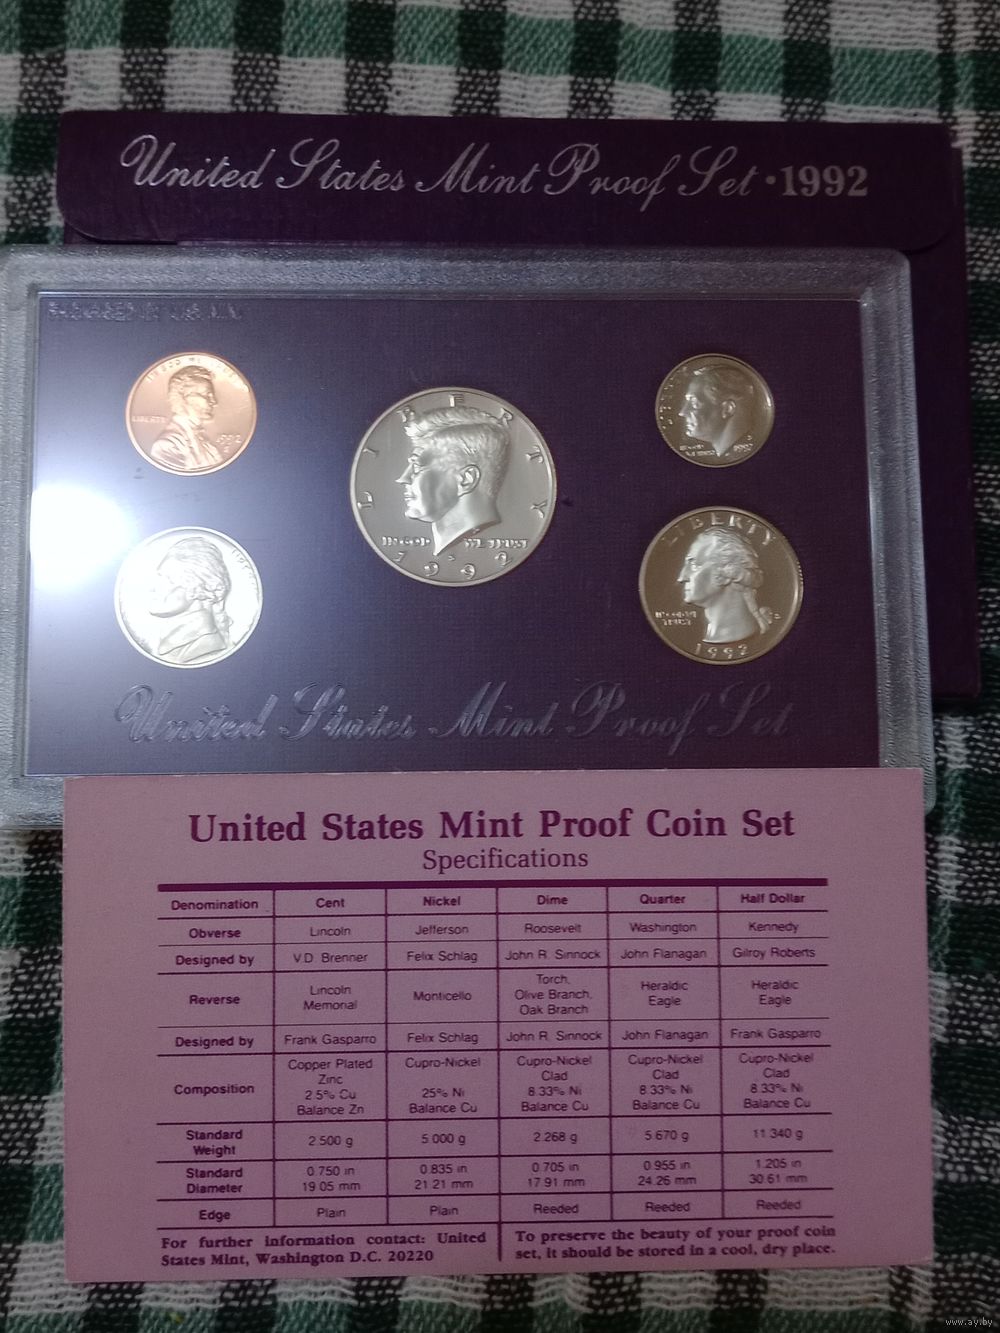 United States Mint Proof Set · 1992
LIBERTY
1992
S
LIBERTY
IN GOD WE TRUST
1992
1992
LIBERTY
IN GOD WE
TRUST
1992
United States Mint Proof Set
United States Mint Proof Coin Set
Specifications
Denomination Cent Nickel Dime Quarter Half Dollar
Obverse Lincoln Jefferson Roosevelt Washington Kennedy
Designed by V.D. Brenner Felix Schlag John R. Sinnock John Flanagan Gilroy Roberts
Reverse Lincoln Memorial Monticello Torch, Olive Branch, Oak Branch Heraldic Eagle Heraldic Eagle
Designed by Frank Gasparro Felix Schlag John R. Sinnock John Flanagan Frank Gasparro
Composition Copper Plated Zinc 2.5% Cu Balance Zn Cupro-Nickel 25% Ni Balance Cu Cupro-Nickel Clad 8.33% Ni Balance Cu Cupro-Nickel Clad 8.33% Ni Balance Cu Cupro-Nickel Clad 8.33% Ni Balance Cu
Standard Weight 2.500 g 5.000 g 2.268 g 5.670 g 11.340 g
Standard Diameter 0.750 in 19.05 mm 0.835 in 21.21 mm 0.705 in 17.91 mm 0.955 in 24.26 mm 1.205 in 30.61 mm
Edge Plain Plain Reeded Reeded Reeded
For further information contact: United
States Mint, Washington D.C. 20220
To preserve the beauty of your proof coin
set, it should be stored in a cool, dry place.
www.ay.by